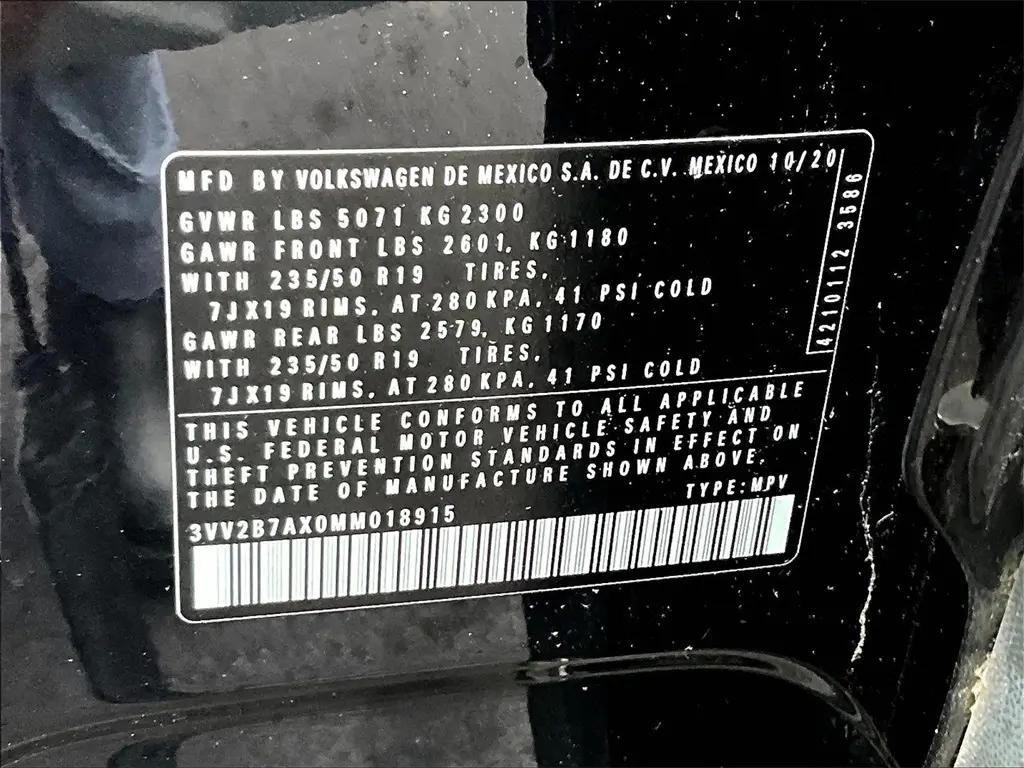 MFD BY VOLKSWAGEN DE MEXICO S.A. DE C.V. MEXICO 10/20
GVWR LBS 5071 KG 2300
GAWR FRONT LBS 2601, KG 1180
WITH 235/50 R19 TIRES,
7JX19 RIMS, AT 280 KPA, 41 PSI COLD
GAWR REAR LBS 2579, KG 1170
WITH 235/50 R19 TIRES,
7JX19 RIMS, AT 280 KPA, 41 PSI COLD
4210112 3586
THIS VEHICLE CONFORMS TO ALL APPLICABLE
U.S. FEDERAL MOTOR VEHICLE SAFETY AND
THEFT PREVENTION STANDARDS IN EFFECT ON
THE DATE OF MANUFACTURE SHOWN ABOVE.
TYPE: MPV
3VV2B7AX0MM018915